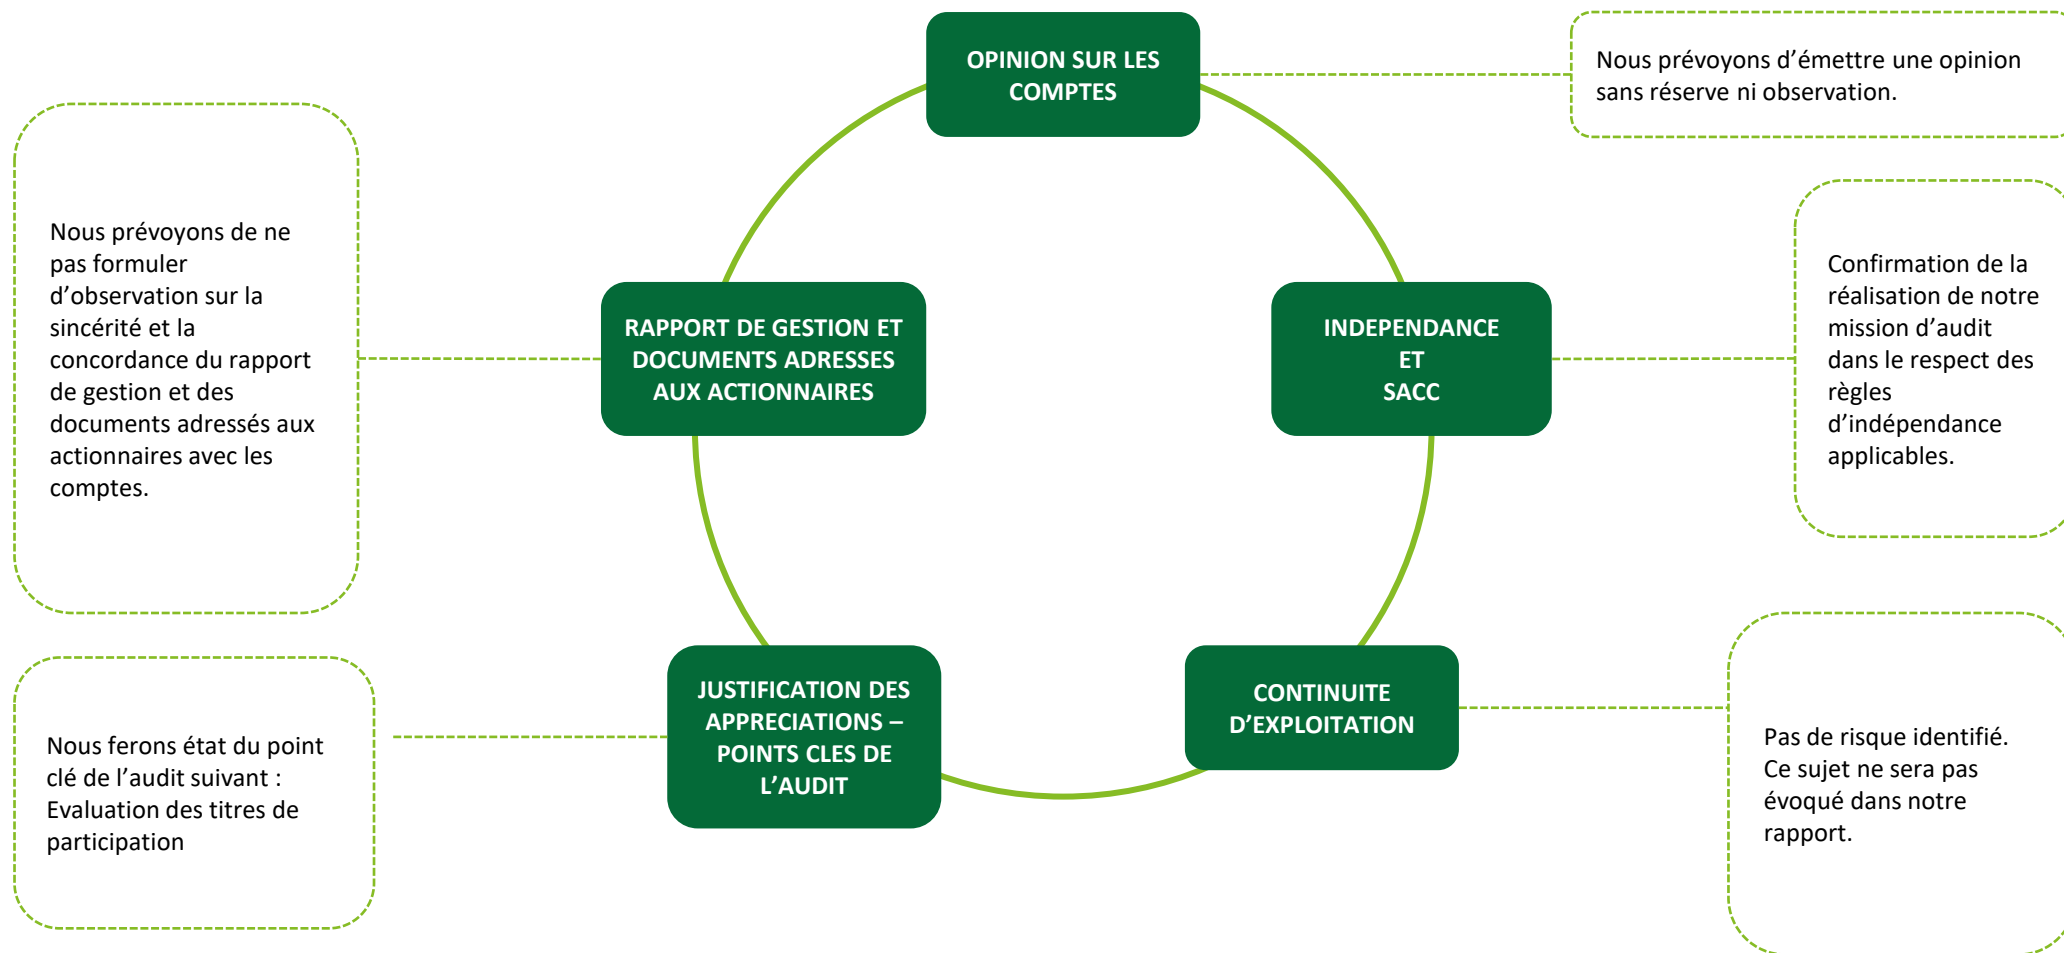 OPINION SUR LES
COMPTES
Nous prévoyons d’émettre une opinion
sans réserve ni observation.
INDEPENDANCE
ET
SACC
Confirmation de la
réalisation de notre
mission d’audit
dans le respect des
règles
d’indépendance
applicables.
CONTINUITE
D’EXPLOITATION
Pas de risque identifié.
Ce sujet ne sera pas
évoqué dans notre
rapport.
JUSTIFICATION DES
APPRECIATIONS –
POINTS CLES DE
L’AUDIT
Nous ferons état du point
clé de l’audit suivant :
Evaluation des titres de
participation
RAPPORT DE GESTION ET
DOCUMENTS ADRESSES
AUX ACTIONNAIRES
Nous prévoyons de ne
pas formuler
d’observation sur la
sincérité et la
concordance du rapport
de gestion et des
documents adressés aux
actionnaires avec les
comptes.